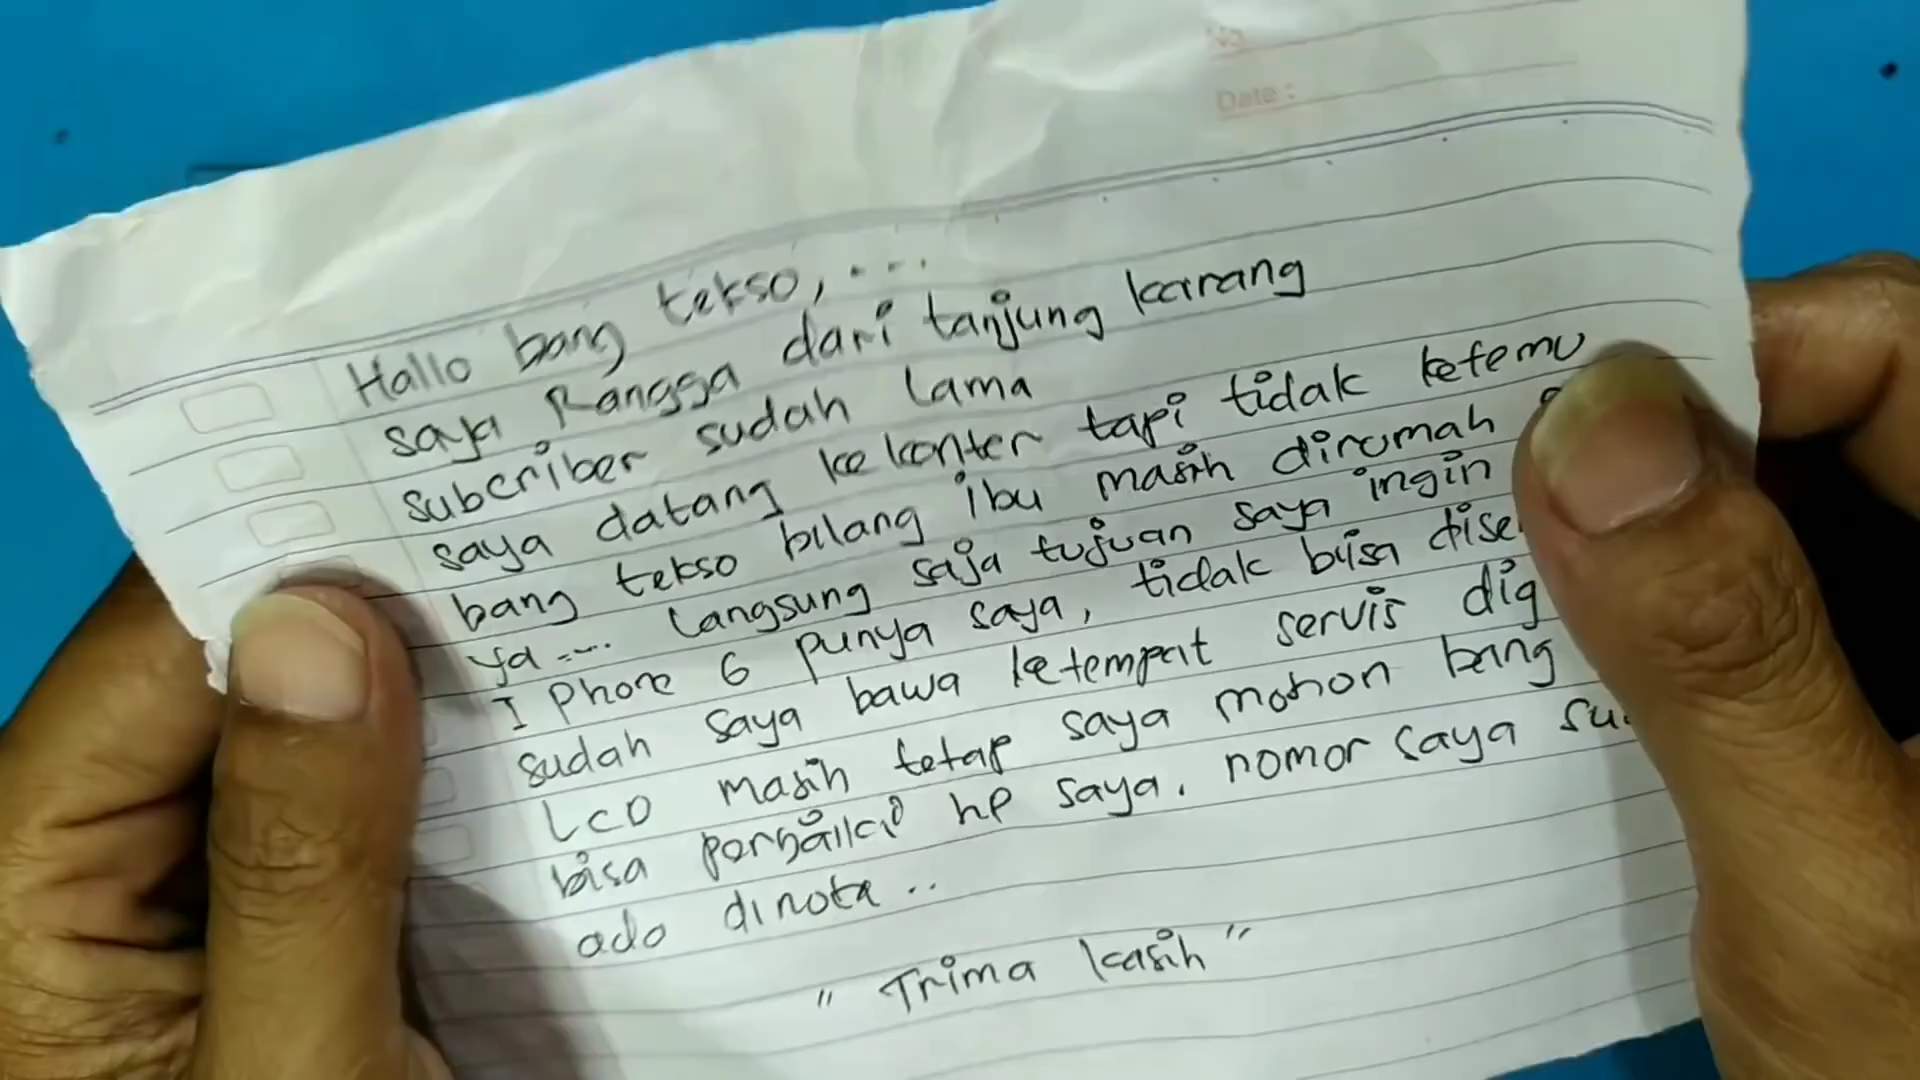 No
Date :
Hallo bang tekso, ....
saya Rangga dari tanjung karang
subcriber sudah lama
saya datang ke konter tapi tidak ketemu
bang tekso bilang ibu masih dirumah
ya .... Langsung saja tujuan saya ingin
I Phone 6 punya saya, tidak biisa
sudah saya bawa ketempat servis
LCD masih tetap saya mohon bang
bisa perbaiki hp saya. nomor saya
ada dinota ..
" Trima kasih "